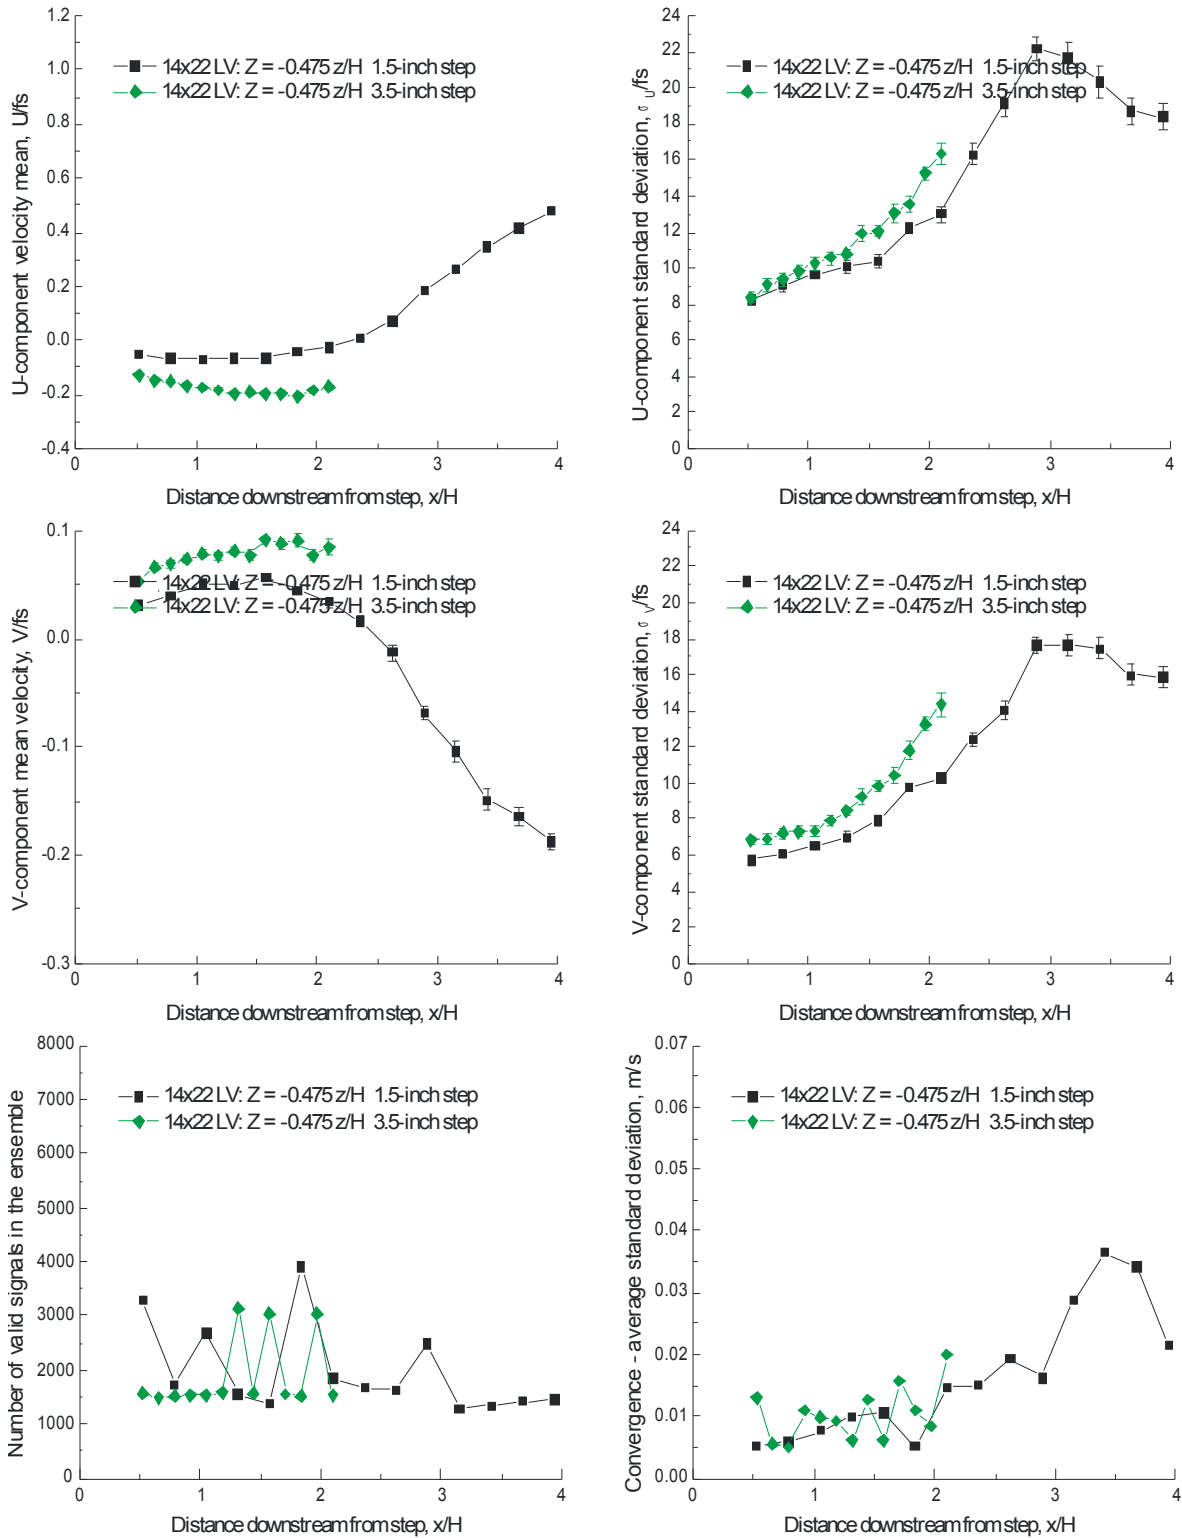 U-component velocity mean, U/fs
1.2
1.0
0.8
0.6
0.4
0.2
0.0
-0.2
-0.4
14x22 LV: Z = -0.475 z/H 1.5-inch step
14x22 LV: Z = -0.475 z/H 3.5-inch step
0 1 2 3 4
Distance downstream from step, x/H
U-component standard deviation, σU/fs
24
22
20
18
16
14
12
10
8
6
4
2
0
14x22 LV: Z = -0.475 z/H 1.5-inch step
14x22 LV: Z = -0.475 z/H 3.5-inch step
0 1 2 3 4
Distance downstream from step, x/H
V-component mean velocity, V/fs
0.1
0.0
-0.1
-0.2
-0.3
14x22 LV: Z = -0.475 z/H 1.5-inch step
14x22 LV: Z = -0.475 z/H 3.5-inch step
0 1 2 3 4
Distance downstream from step, x/H
V-component standard deviation, σV/fs
24
22
20
18
16
14
12
10
8
6
4
2
0
14x22 LV: Z = -0.475 z/H 1.5-inch step
14x22 LV: Z = -0.475 z/H 3.5-inch step
0 1 2 3 4
Distance downstream from step, x/H
Number of valid signals in the ensemble
8000
7000
6000
5000
4000
3000
2000
1000
0
14x22 LV: Z = -0.475 z/H 1.5-inch step
14x22 LV: Z = -0.475 z/H 3.5-inch step
0 1 2 3 4
Distance downstream from step, x/H
Convergence - average standard deviation, m/s
0.07
0.06
0.05
0.04
0.03
0.02
0.01
0.00
14x22 LV: Z = -0.475 z/H 1.5-inch step
14x22 LV: Z = -0.475 z/H 3.5-inch step
0 1 2 3 4
Distance downstream from step, x/H